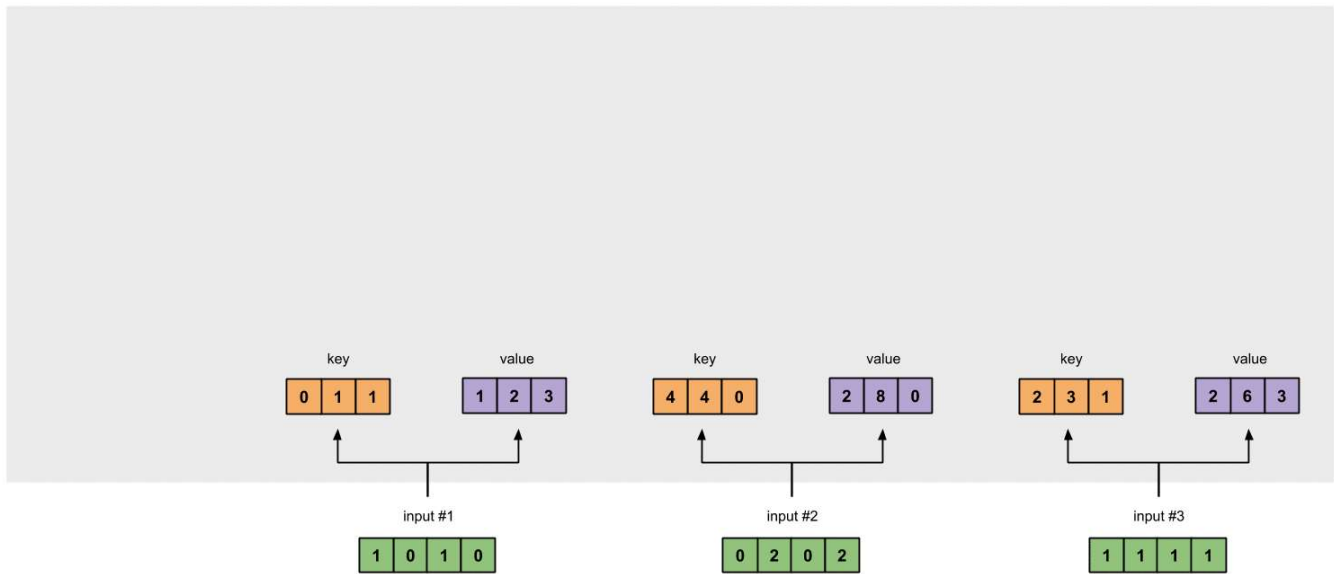 key value key value key value
0 1 1 1 2 3 4 4 0 2 8 0 2 3 1 2 6 3
input #1 input #2 input #3
1 0 1 0 0 2 0 2 1 1 1 1